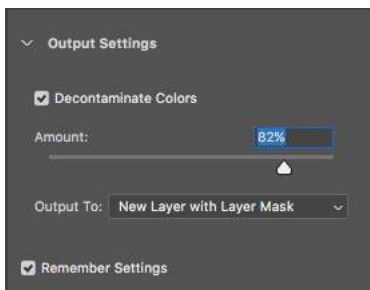 Output Settings
Decontaminate Colors
Amount: 82%
Output To: New Layer with Layer Mask
Remember Settings